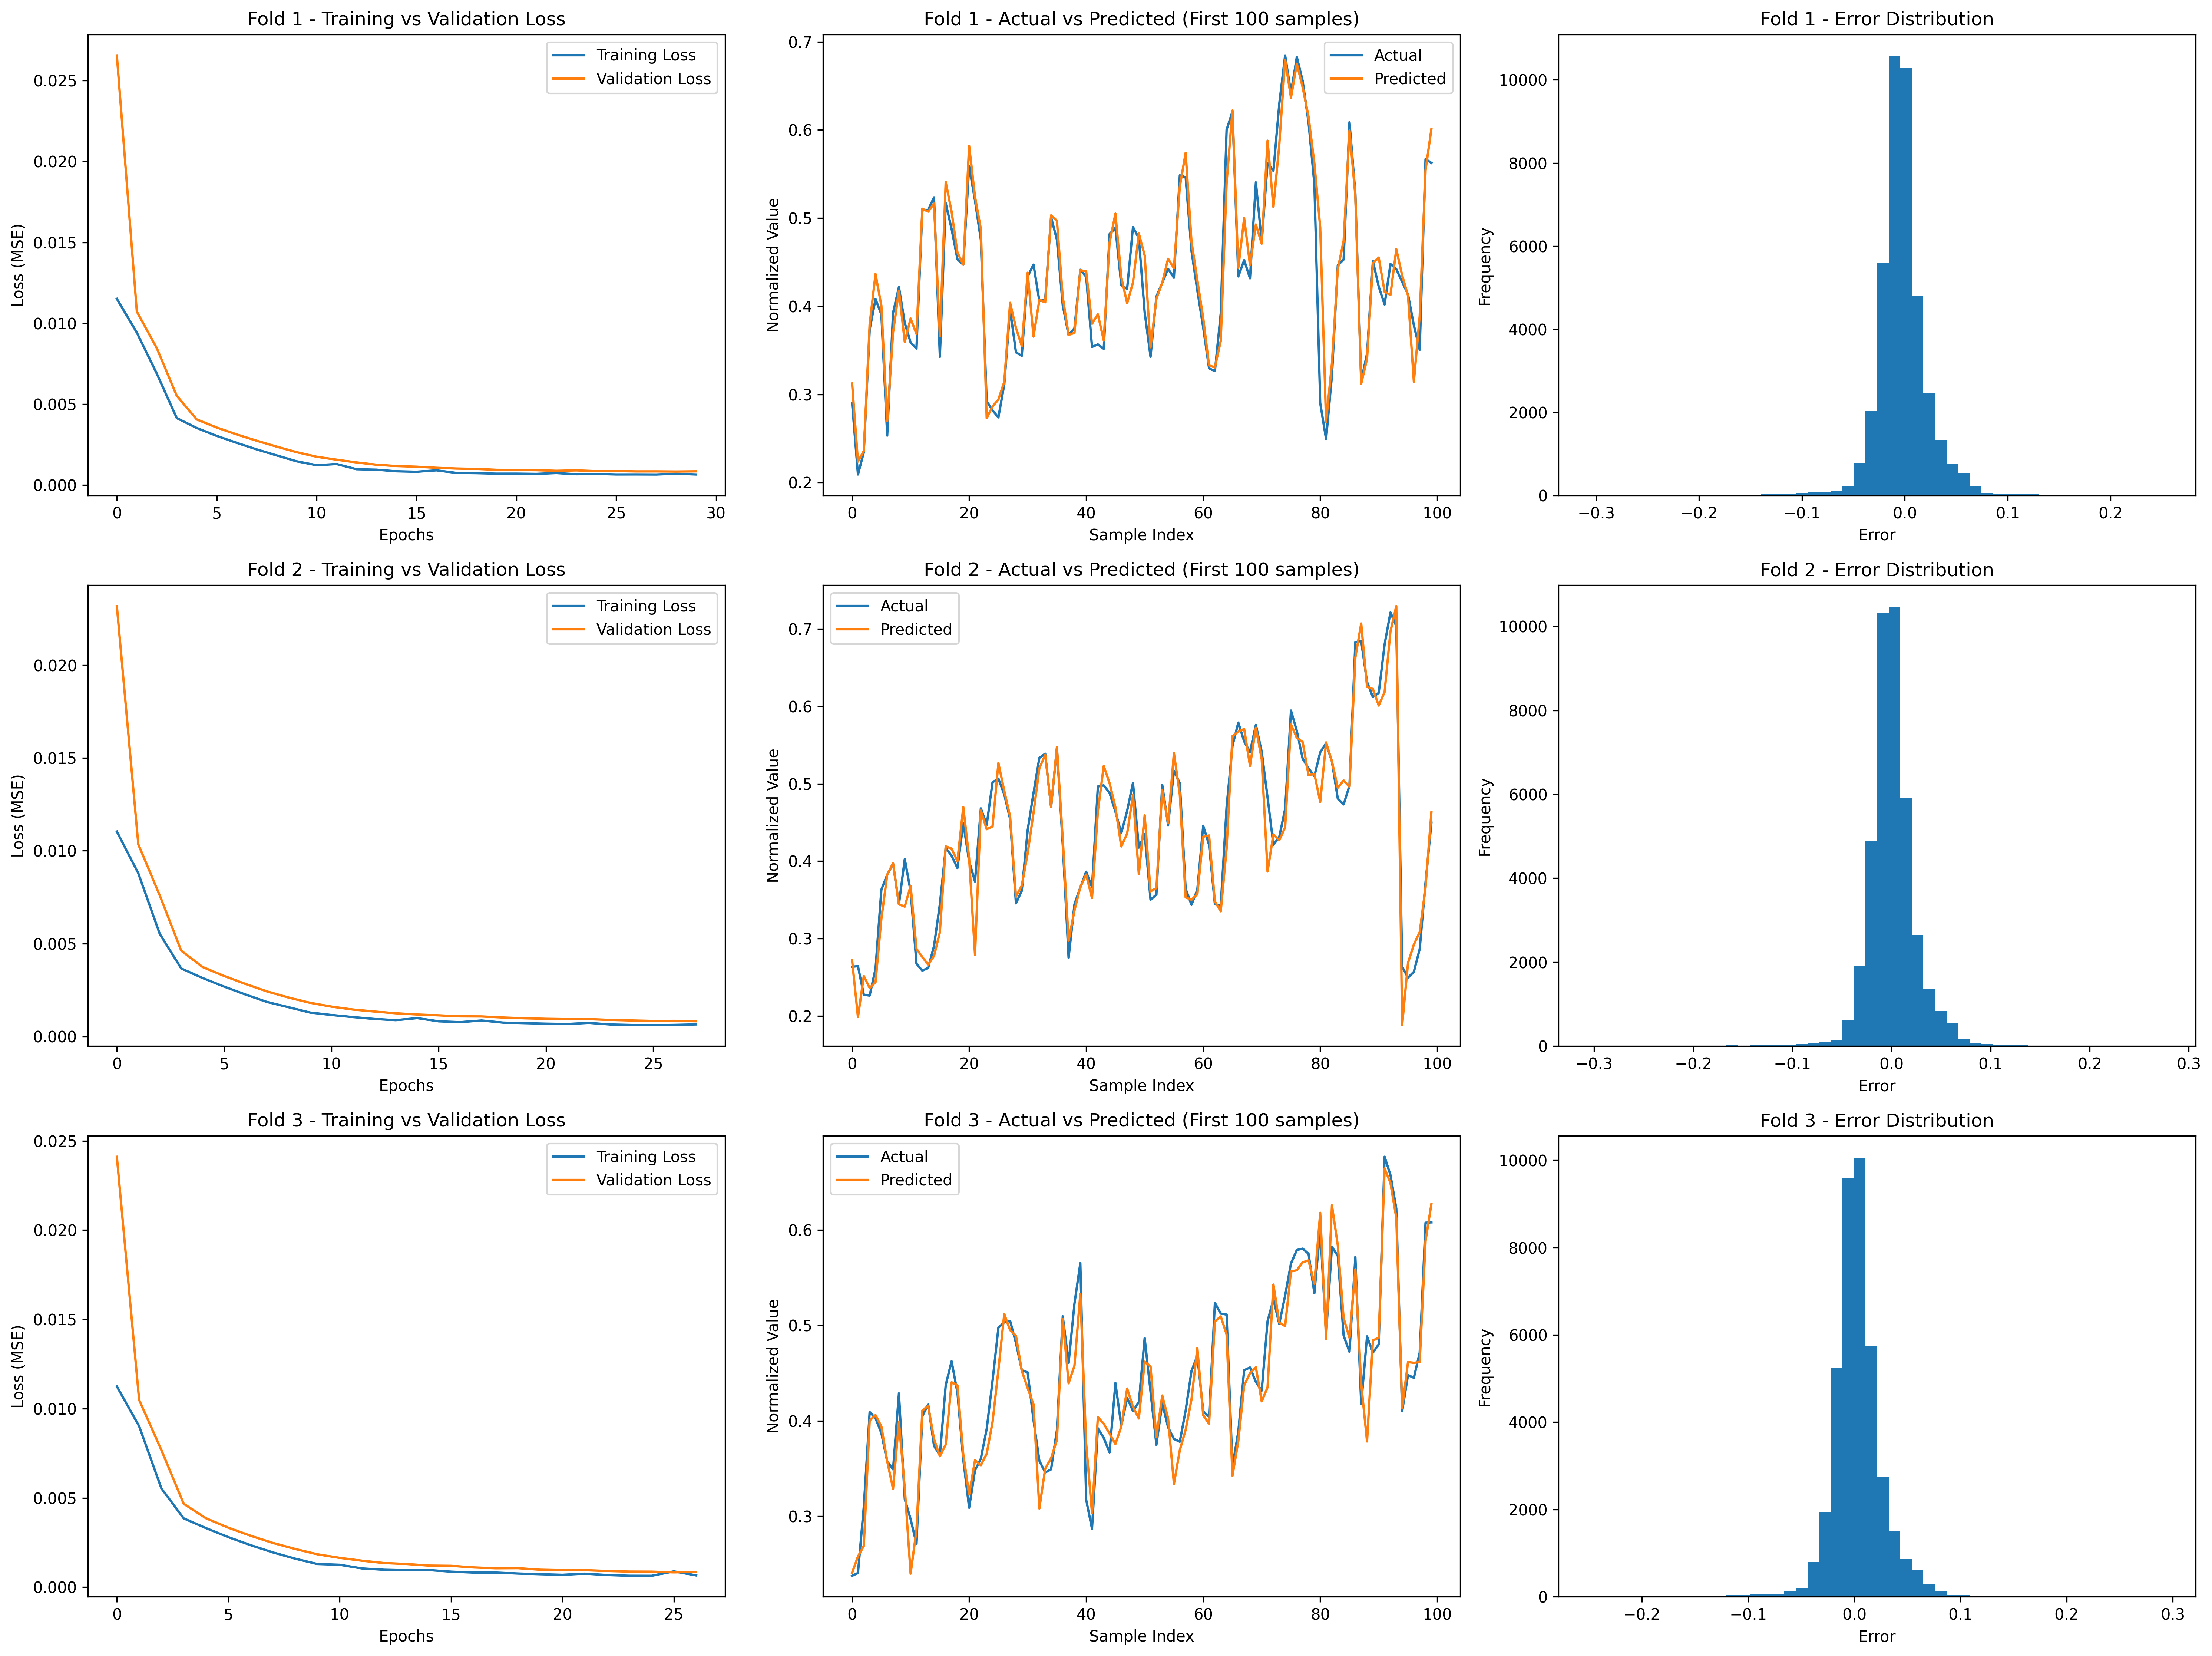 Fold 1 - Training vs Validation Loss
Loss (MSE)
0.025
0.020
0.015
0.010
0.005
0.000
Training Loss
Validation Loss
0 5 10 15 20 25 30
Epochs
Fold 1 - Actual vs Predicted (First 100 samples)
Normalized Value
0.7
0.6
0.5
0.4
0.3
0.2
Actual
Predicted
0 20 40 60 80 100
Sample Index
Fold 1 - Error Distribution
Frequency
10000
8000
6000
4000
2000
0
−0.3 −0.2 −0.1 0.0 0.1 0.2
Error
Fold 2 - Training vs Validation Loss
Loss (MSE)
0.020
0.015
0.010
0.005
0.000
Training Loss
Validation Loss
0 5 10 15 20 25
Epochs
Fold 2 - Actual vs Predicted (First 100 samples)
Normalized Value
0.7
0.6
0.5
0.4
0.3
0.2
Actual
Predicted
0 20 40 60 80 100
Sample Index
Fold 2 - Error Distribution
Frequency
10000
8000
6000
4000
2000
0
−0.3 −0.2 −0.1 0.0 0.1 0.2 0.3
Error
Fold 3 - Training vs Validation Loss
Loss (MSE)
0.025
0.020
0.015
0.010
0.005
0.000
Training Loss
Validation Loss
0 5 10 15 20 25
Epochs
Fold 3 - Actual vs Predicted (First 100 samples)
Normalized Value
0.6
0.5
0.4
0.3
Actual
Predicted
0 20 40 60 80 100
Sample Index
Fold 3 - Error Distribution
Frequency
10000
8000
6000
4000
2000
0
−0.2 −0.1 0.0 0.1 0.2 0.3
Error